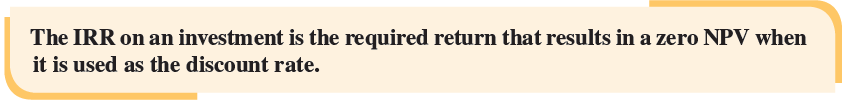 The IRR on an investment is the required return that results in a zero NPV when
it is used as the discount rate.